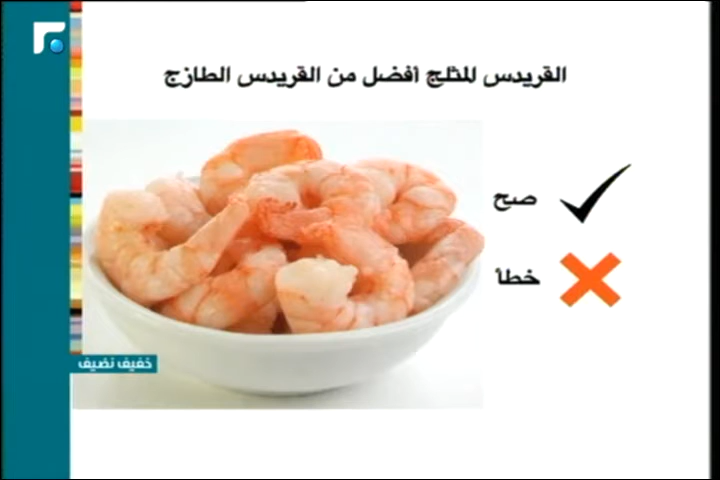 القريدس المثلج أفضل من القريدس الطازج
صح
خطأ
خفيف نضيف